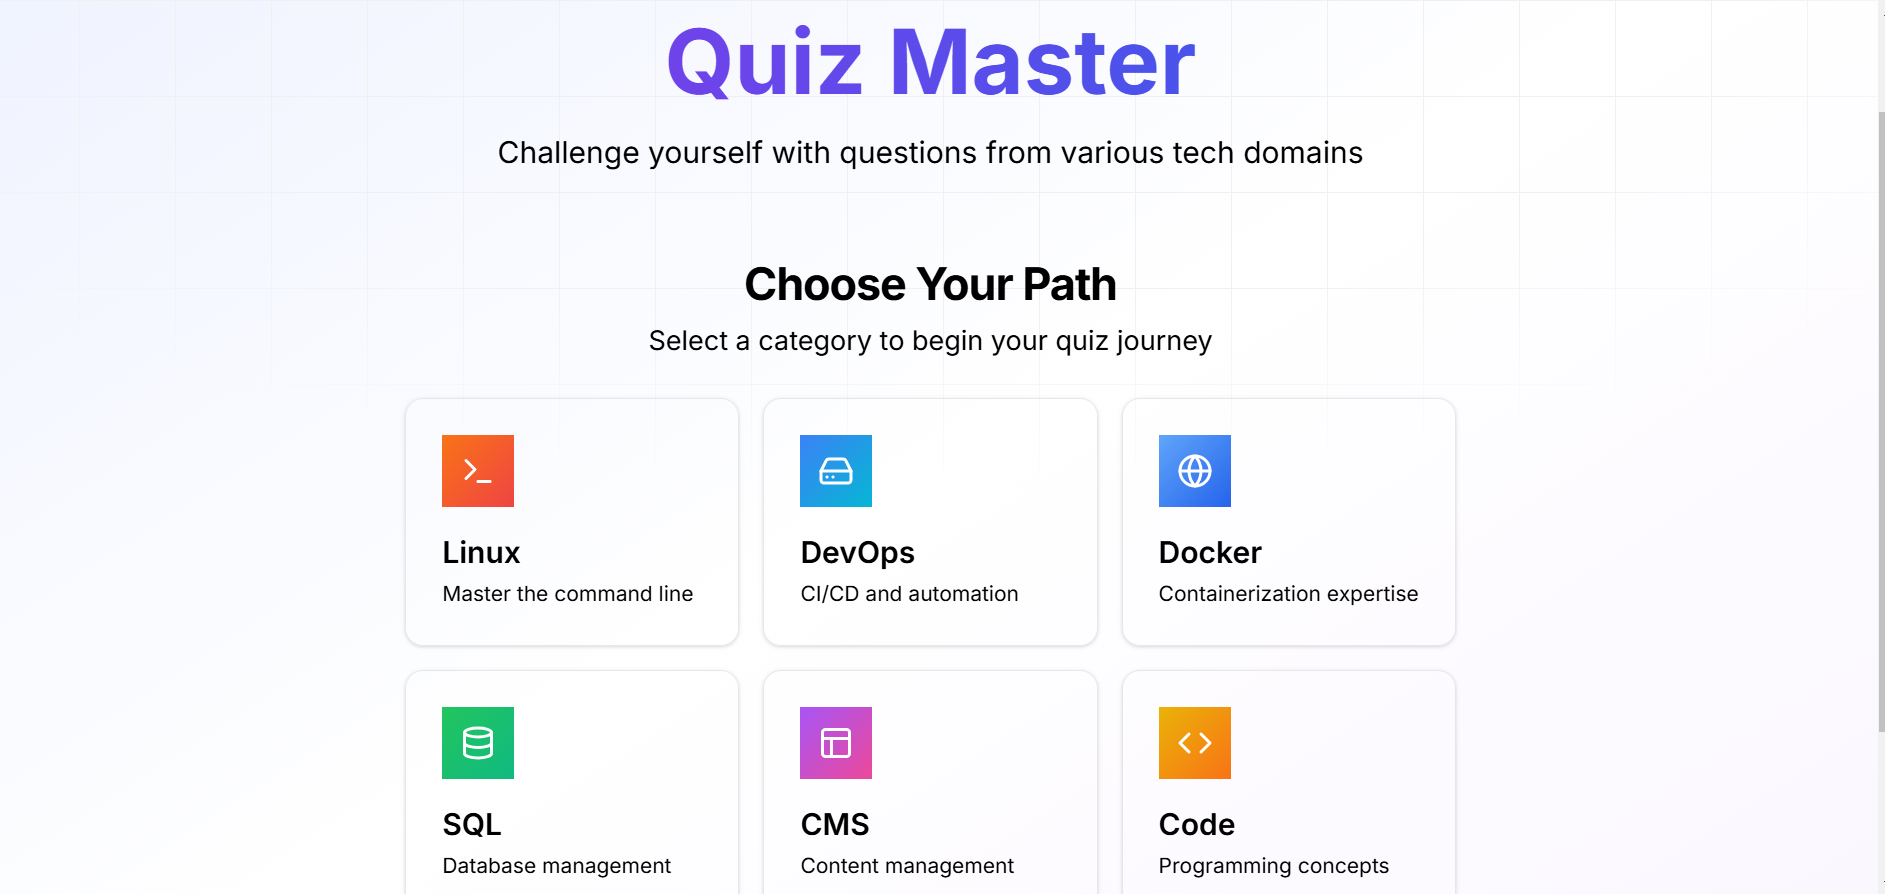 Quiz Master
Challenge yourself with questions from various tech domains
Choose Your Path
Select a category to begin your quiz journey
Linux
Master the command line
DevOps
CI/CD and automation
Docker
Containerization expertise
SQL
Database management
CMS
Content management
Code
Programming concepts